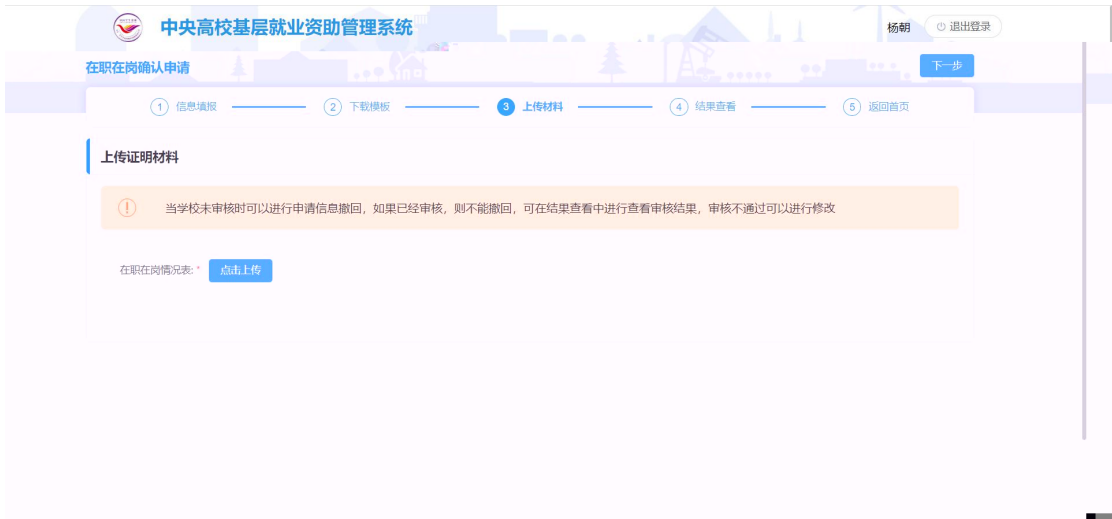 中央高校基层就业资助管理系统
杨朝
退出登录
在职在岗确认申请
下一步
1 信息填报
2 下载模板
3 上传材料
4 结果查看
5 返回首页
上传证明材料
当学校未审核时可以进行申请信息撤回，如果已经审核，则不能撤回，可在结果查看中进行查看审核结果，审核不通过可以进行修改
在职在岗情况表: * 点击上传